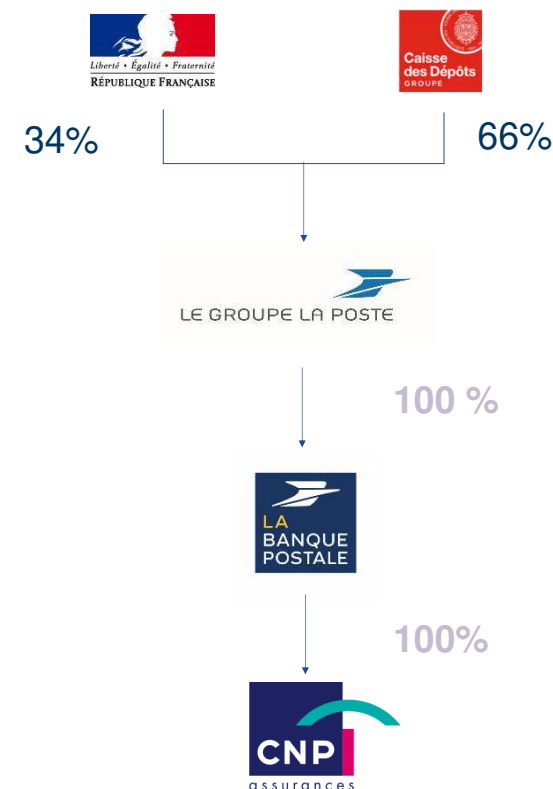 Liberté • Égalité • Fraternité
RÉPUBLIQUE FRANÇAISE
Caisse
des Dépôts
GROUPE
34%
66%
LE GROUPE LA POSTE
100 %
LA
BANQUE
POSTALE
100%
CNP
assurances